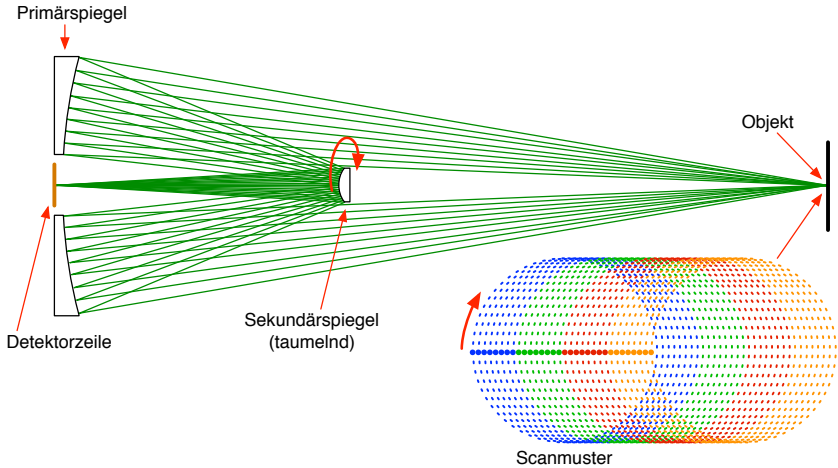 Primärspiegel
Objekt
Sekundärspiegel
(taumelnd)
Detektorzeile
Scanmuster